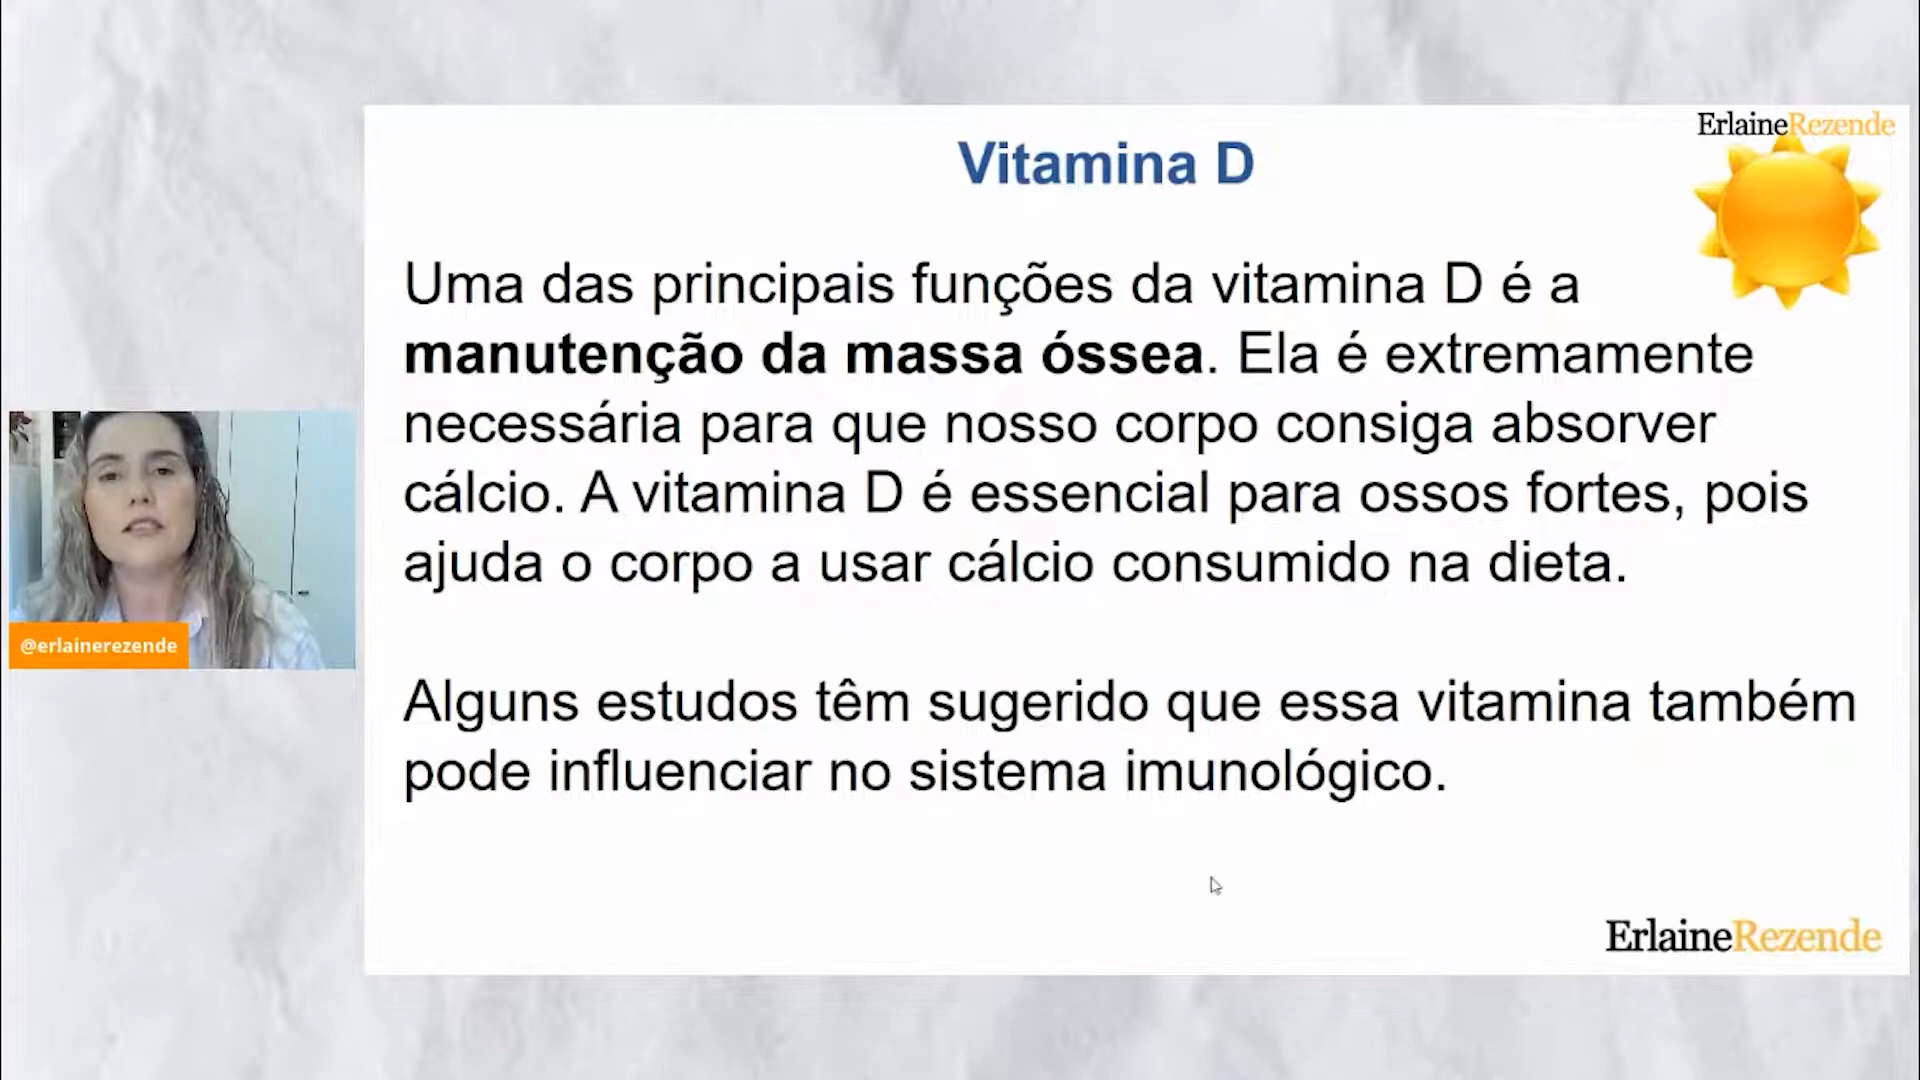 ErlaineRezende
Vitamina D
Uma das principais funções da vitamina D é a
manutenção da massa óssea. Ela é extremamente
necessária para que nosso corpo consiga absorver
cálcio. A vitamina D é essencial para ossos fortes, pois
ajuda o corpo a usar cálcio consumido na dieta.
Alguns estudos têm sugerido que essa vitamina também
pode influenciar no sistema imunológico.
@erlainerezende
ErlaineRezende